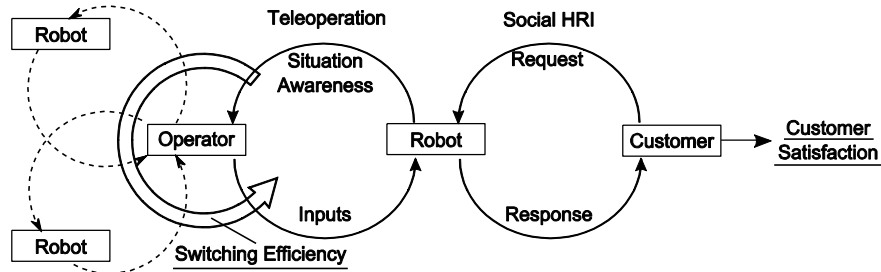 Teleoperation
Social HRI
Robot
Situation
Awareness
Request
Operator
Robot
Customer
Customer
Satisfaction
Inputs
Response
Robot
Switching Efficiency